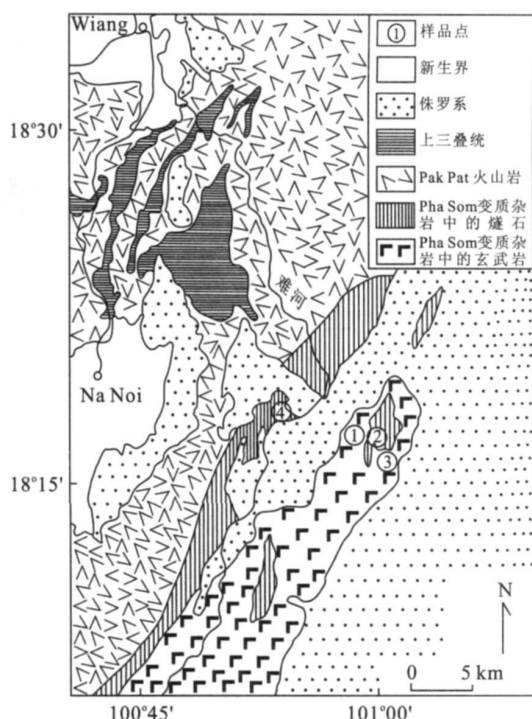 Wiang
18°30'
难河
Na Noi
④
①
②
③
18°15'
N
0 5 km
100°45'
101°00'
① 样品点
新生界
侏罗系
上三叠统
Pak Pat 火山岩
Pha Som变质杂
岩中的燧石
Pha Som变质杂
岩中的玄武岩